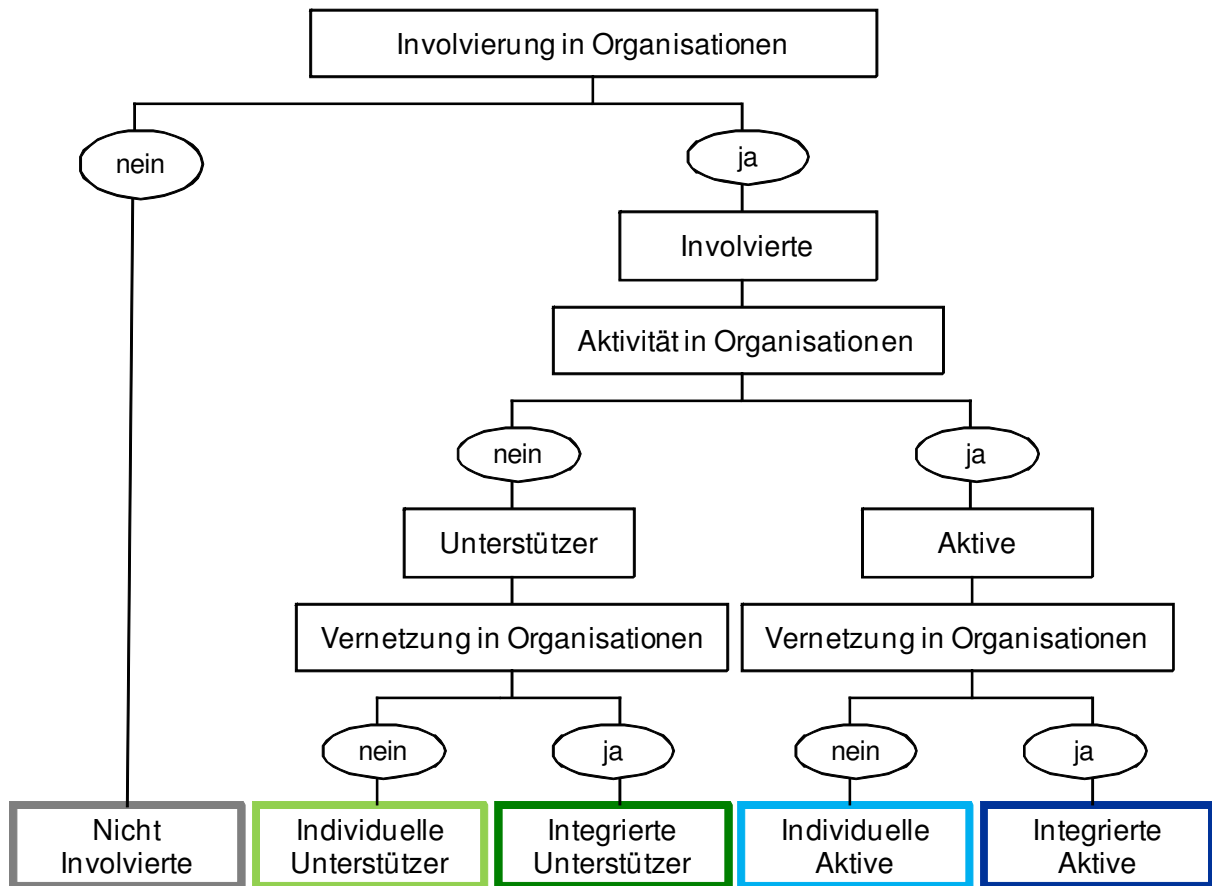 Involvierung in Organisationen
nein
ja
Involvierte
Aktivität in Organisationen
nein
ja
Unterstützer
Aktive
Vernetzung in Organisationen
Vernetzung in Organisationen
nein
ja
nein
ja
Nicht
Involvierte
Individuelle
Unterstützer
Integrierte
Unterstützer
Individuelle
Aktive
Integrierte
Aktive